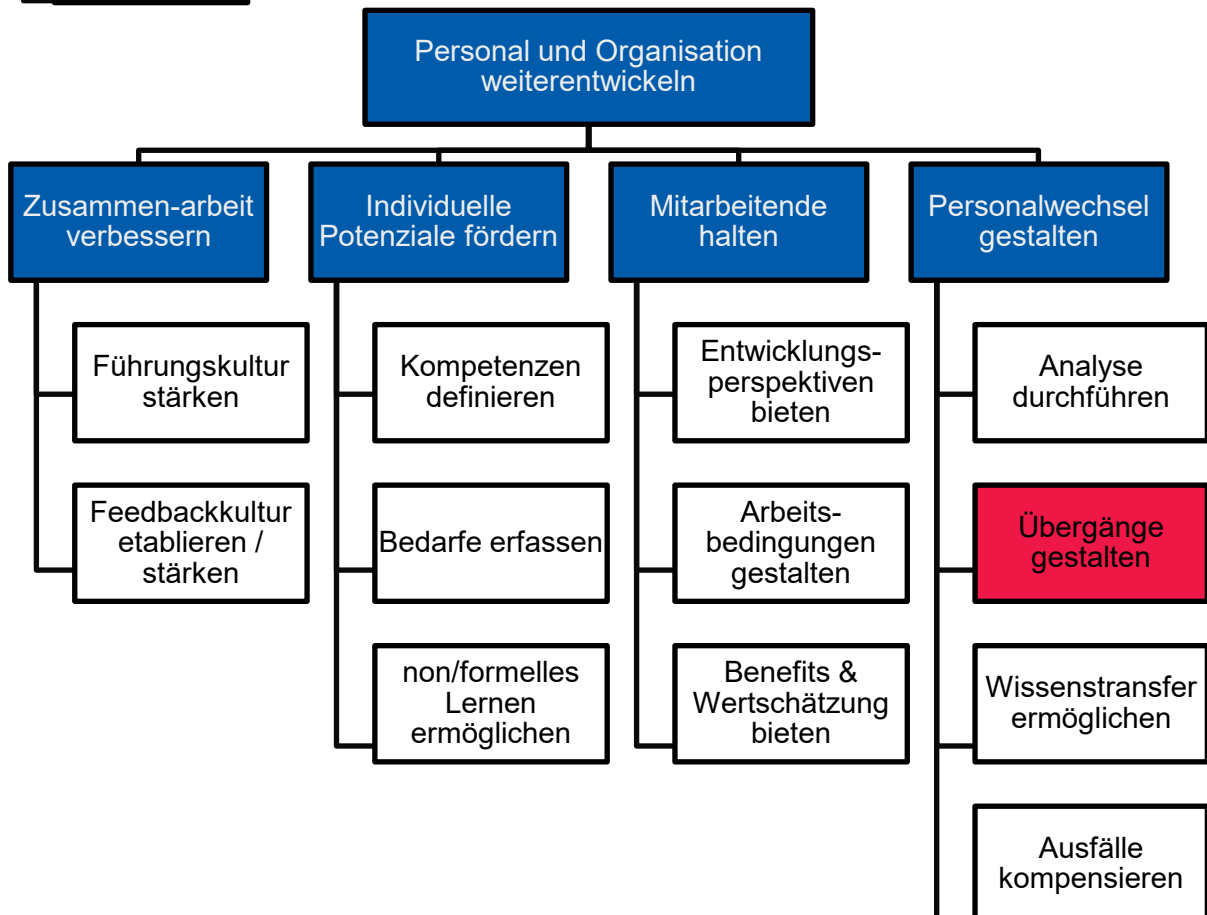 Personal und Organisation
weiterentwickeln
Zusammen-arbeit
verbessern
Individuelle
Potenziale fördern
Mitarbeitende
halten
Personalwechsel
gestalten
Führungskultur
stärken
Kompetenzen
definieren
Entwicklungs-
perspektiven
bieten
Analyse
durchführen
Feedbackkultur
etablieren /
stärken
Bedarfe erfassen
Arbeits-
bedingungen
gestalten
Übergänge
gestalten
non/formelles
Lernen
ermöglichen
Benefits &
Wertschätzung
bieten
Wissenstransfer
ermöglichen
Ausfälle
kompensieren